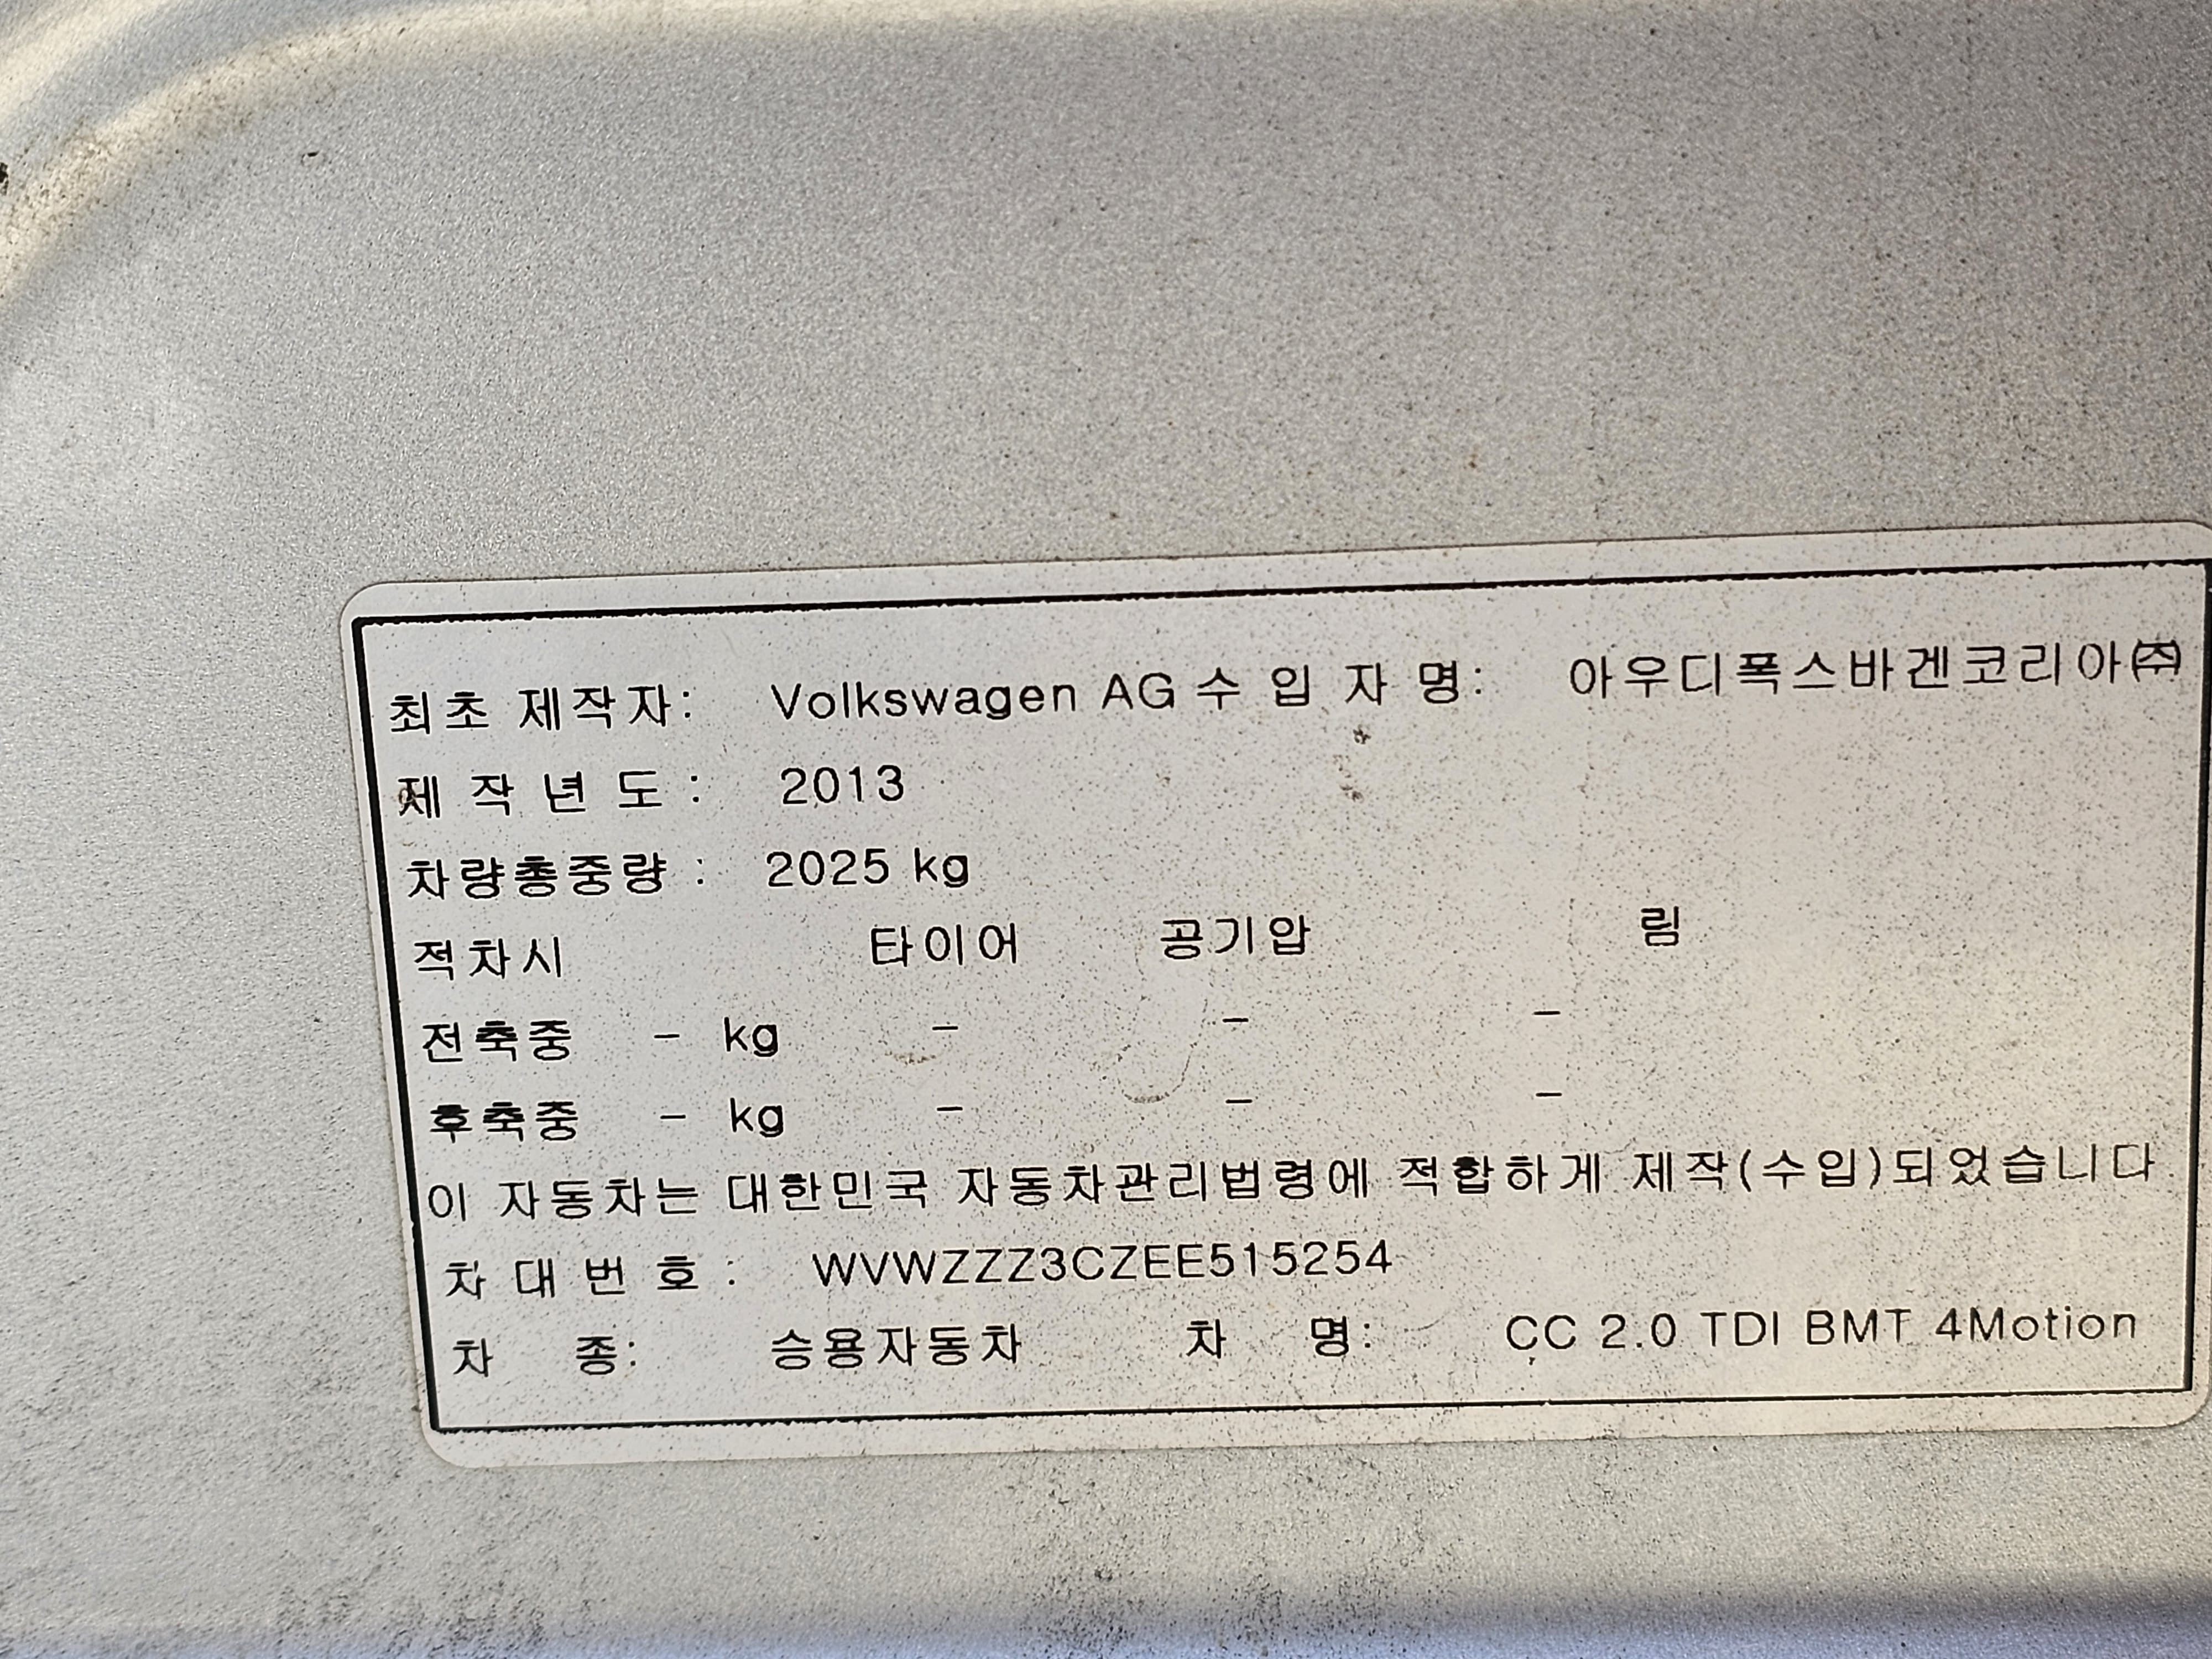 최초 제작자: Volkswagen AG 수 입 자 명: 아우디폭스바겐코리아㈜
제 작 년 도 : 2013
차량총중량 : 2025 kg
적차시 타이어 공기압 림
전축중 - kg - - -
후축중 - kg - - -
이 자동차는 대한민국 자동차관리법령에 적합하게 제작(수입)되었습니다
차 대 번 호 : WVWZZZ3CZEE515254
차 종: 승용자동차 차 명: CC 2.0 TDI BMT 4Motion